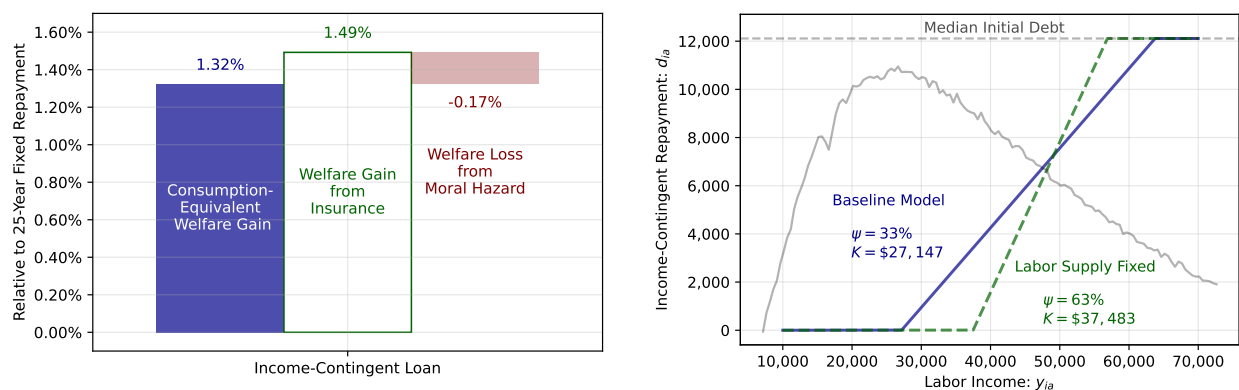 Relative to 25-Year Fixed Repayment
1.60%
1.40%
1.20%
1.00%
0.80%
0.60%
0.40%
0.20%
0.00%
1.32%
1.49%
-0.17%
Consumption-
Equivalent
Welfare Gain
Welfare Gain
from
Insurance
Welfare Loss
from
Moral Hazard
Income-Contingent Loan
Income-Contingent Repayment: d_{ia}
12,000
10,000
8,000
6,000
4,000
2,000
0
Median Initial Debt
Baseline Model
ψ = 33%
K = $27,147
Labor Supply Fixed
ψ = 63%
K = $37,483
10,000 20,000 30,000 40,000 50,000 60,000 70,000
Labor Income: y_{ia}